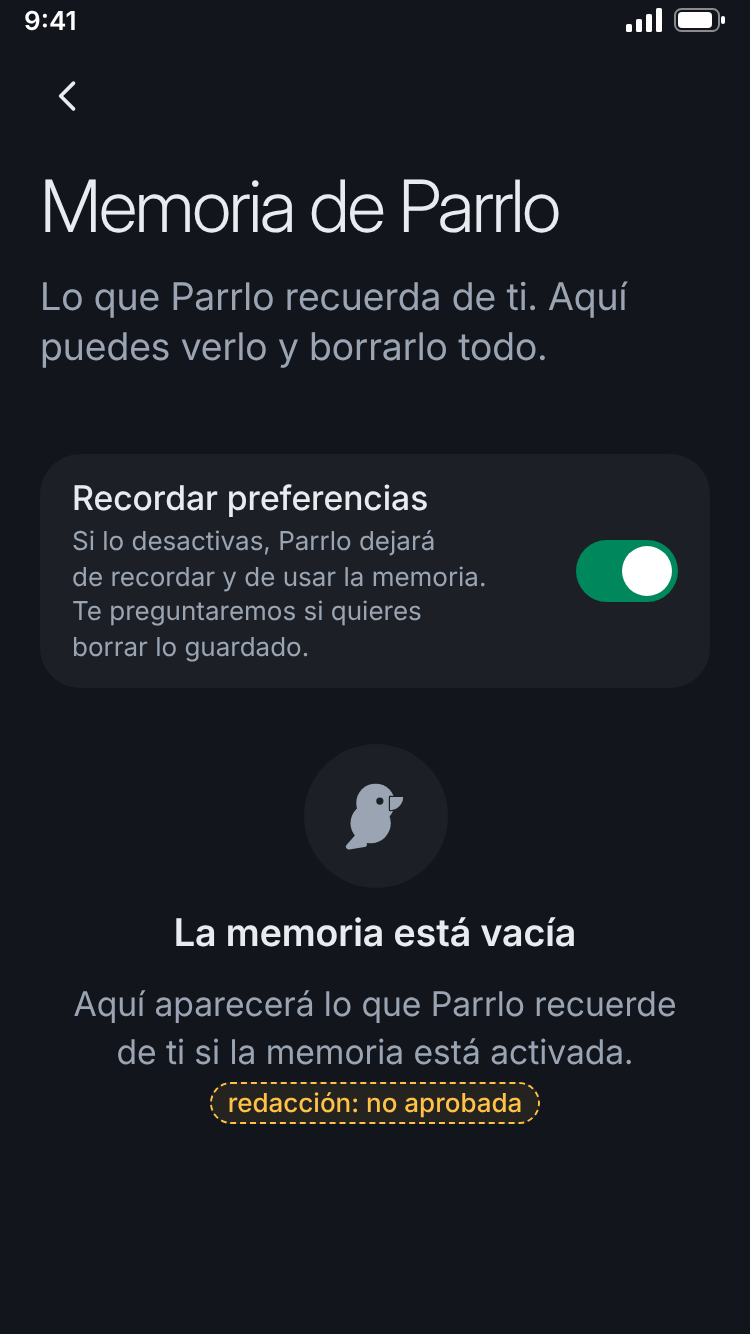 9:41
Memoria de Parrlo
Lo que Parrlo recuerda de ti. Aquí
puedes verlo y borrarlo todo.
Recordar preferencias
Si lo desactivas, Parrlo dejará
de recordar y de usar la memoria.
Te preguntaremos si quieres
borrar lo guardado.
La memoria está vacía
Aquí aparecerá lo que Parrlo recuerde
de ti si la memoria está activada.
redacción: no aprobada